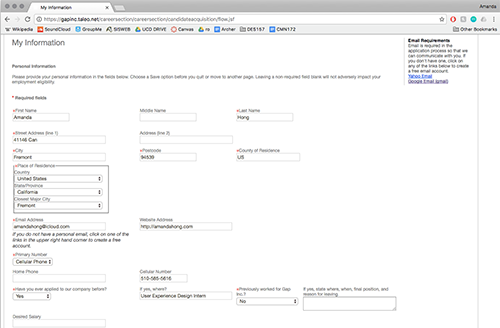 My Information
Amanda
https://gapinc.taleo.net/careersection/careersection/candidateacquisition/flow.jsf
Wikipedia SoundCloud GroupMe SISWEB UCD Canvas Drive ro Archer DES157 CMN172 Other Bookmarks
My Information
Email Requirements
Email is required in the
application process so that we
can communicate with you. If
you don't have one, click on
any of the links below to create
a free email account.
Yahoo Email
Google Email (gmail)
Personal Information
Please provide your personal information in the fields below. Choose a Save option before you quit or move to another page. Leaving a non-required field blank will not adversely impact your
employment eligibility.
* Required fields
*First Name Middle Name *Last Name
Amanda Hong
*Street Address (line 1) Address (line 2)
41146 Carl
*City *Postcode *County of Residence
Fremont 94539 US
*Place of Residence
Country
United States
State/Province
California
Closest Major City
Fremont
*Email Address Website Address
amandahong@icloud.com http://amandahong.com
If you do not have a personal email, click on one of the
links in the upper right hand corner to create a free
account.
*Primary Number
Cellular Phone
Home Phone Cellular Number
510-585-5616
*Have you ever applied to our company before? If yes, where? *Previously worked for Gap Inc.? If yes, state where, when, final position, and reason for leaving
Yes User Experience Design Intern No
Desired Salary